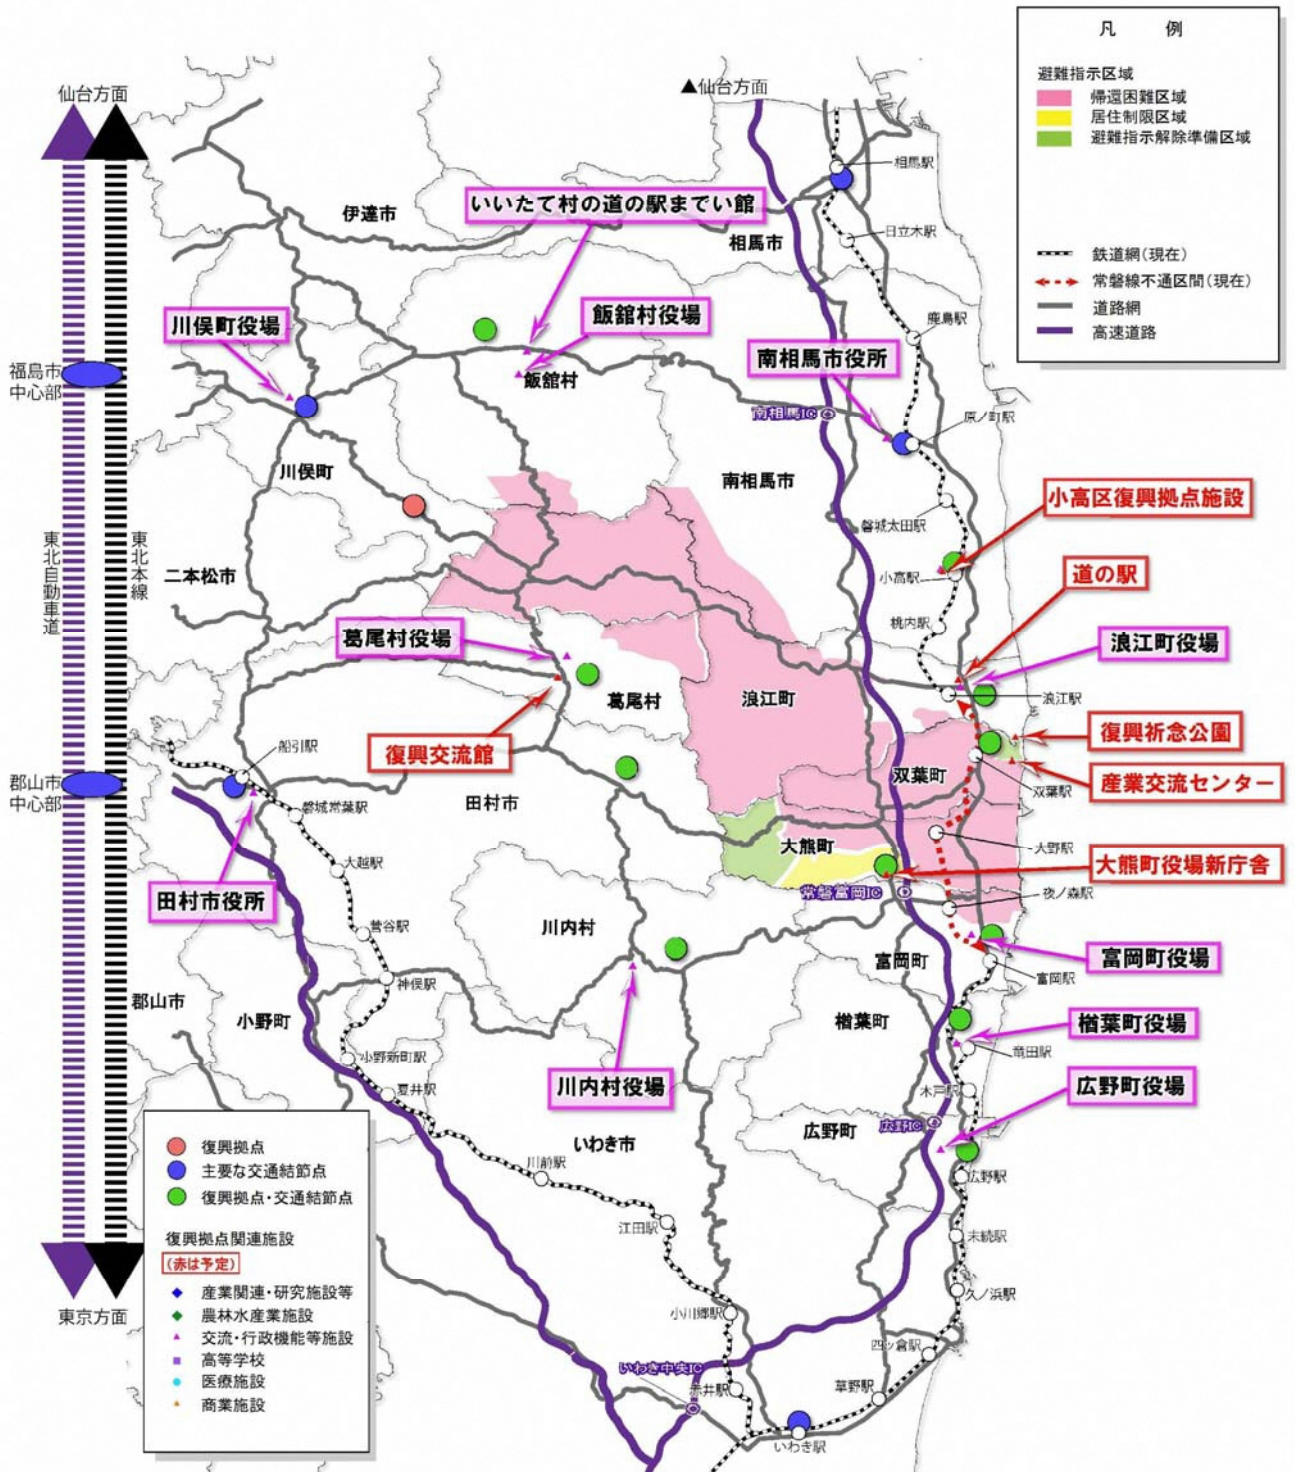 凡　例
避難指示区域
帰還困難区域
居住制限区域
避難指示解除準備区域
鉄道網(現在)
常磐線不通区間(現在)
道路網
高速道路
仙台方面
▲仙台方面
相馬駅
いいたて村の道の駅までい館
伊達市
相馬市
日立木駅
川俣町役場
飯舘村役場
鹿島駅
南相馬市役所
福島市
中心部
飯舘村
南相馬IC
原ノ町駅
川俣町
南相馬市
小高区復興拠点施設
磐城太田駅
東北自動車道
東北本線
二本松市
小高駅
道の駅
桃内駅
葛尾村役場
浪江町役場
葛尾村
浪江町
浪江駅
復興交流館
復興祈念公園
船引駅
郡山市
中心部
双葉町
双葉駅
産業交流センター
田村市
磐城常葉駅
大熊町
大野駅
大越駅
大熊町役場新庁舎
常磐富岡IC
夜ノ森駅
田村市役所
菅谷駅
川内村
富岡町
富岡町役場
神俣駅
富岡駅
郡山市
小野町
楢葉町
楢葉町役場
小野新町駅
竜田駅
夏井駅
川内村役場
木戸駅
広野町役場
広野町
広野IC
いわき市
川前駅
広野駅
江田駅
末続駅
久ノ浜駅
小川郷駅
四ッ倉駅
いわき中央IC
赤井駅
草野駅
いわき駅
東京方面
復興拠点
主要な交通結節点
復興拠点・交通結節点
復興拠点関連施設
(赤は予定)
産業関連・研究施設等
農林水産業施設
交流・行政機能等施設
高等学校
医療施設
商業施設